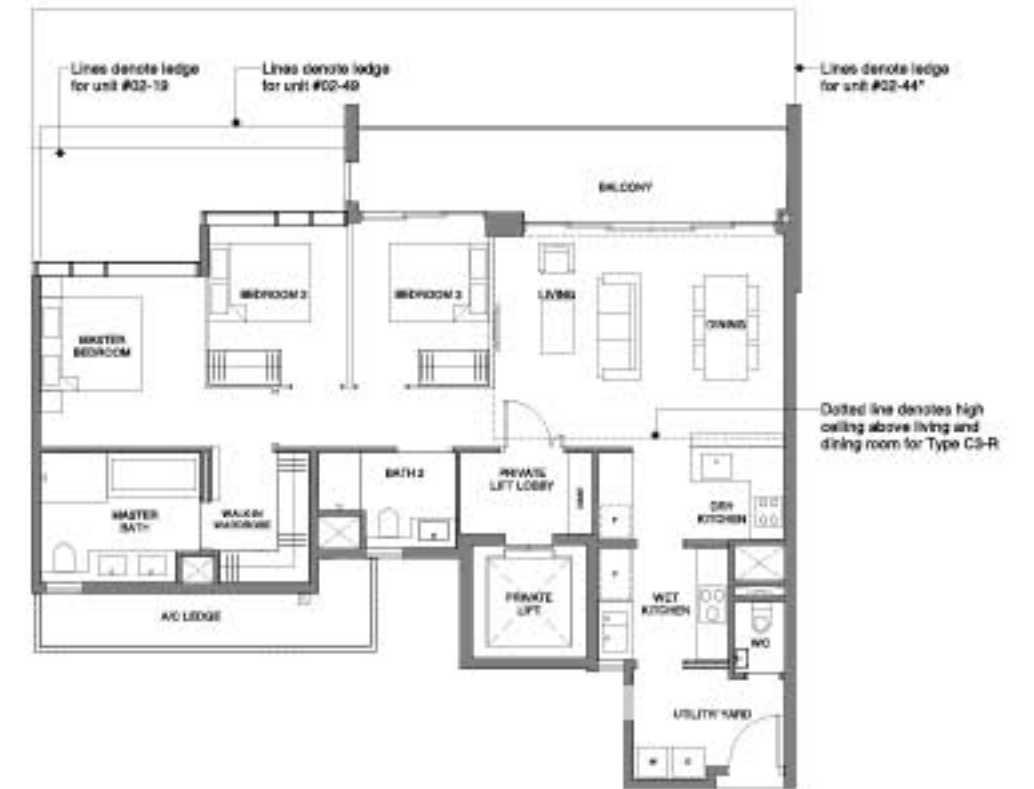 Lines denote ledge
for unit #02-19
Lines denote ledge
for unit #02-49
Lines denote ledge
for unit #02-44*
BALCONY
BEDROOM 2
BEDROOM 3
LIVING
DINING
MASTER
BEDROOM
Dotted line denotes high
ceiling above living and
dining room for Type C3-R
BATH 2
PRIVATE
LIFT LOBBY
MASTER
BATH
WALK-IN
WARDROBE
DRY
KITCHEN
F
F
PRIVATE
LIFT
WET
KITCHEN
A/C LEDGE
WC
UTILITY/ YARD
W